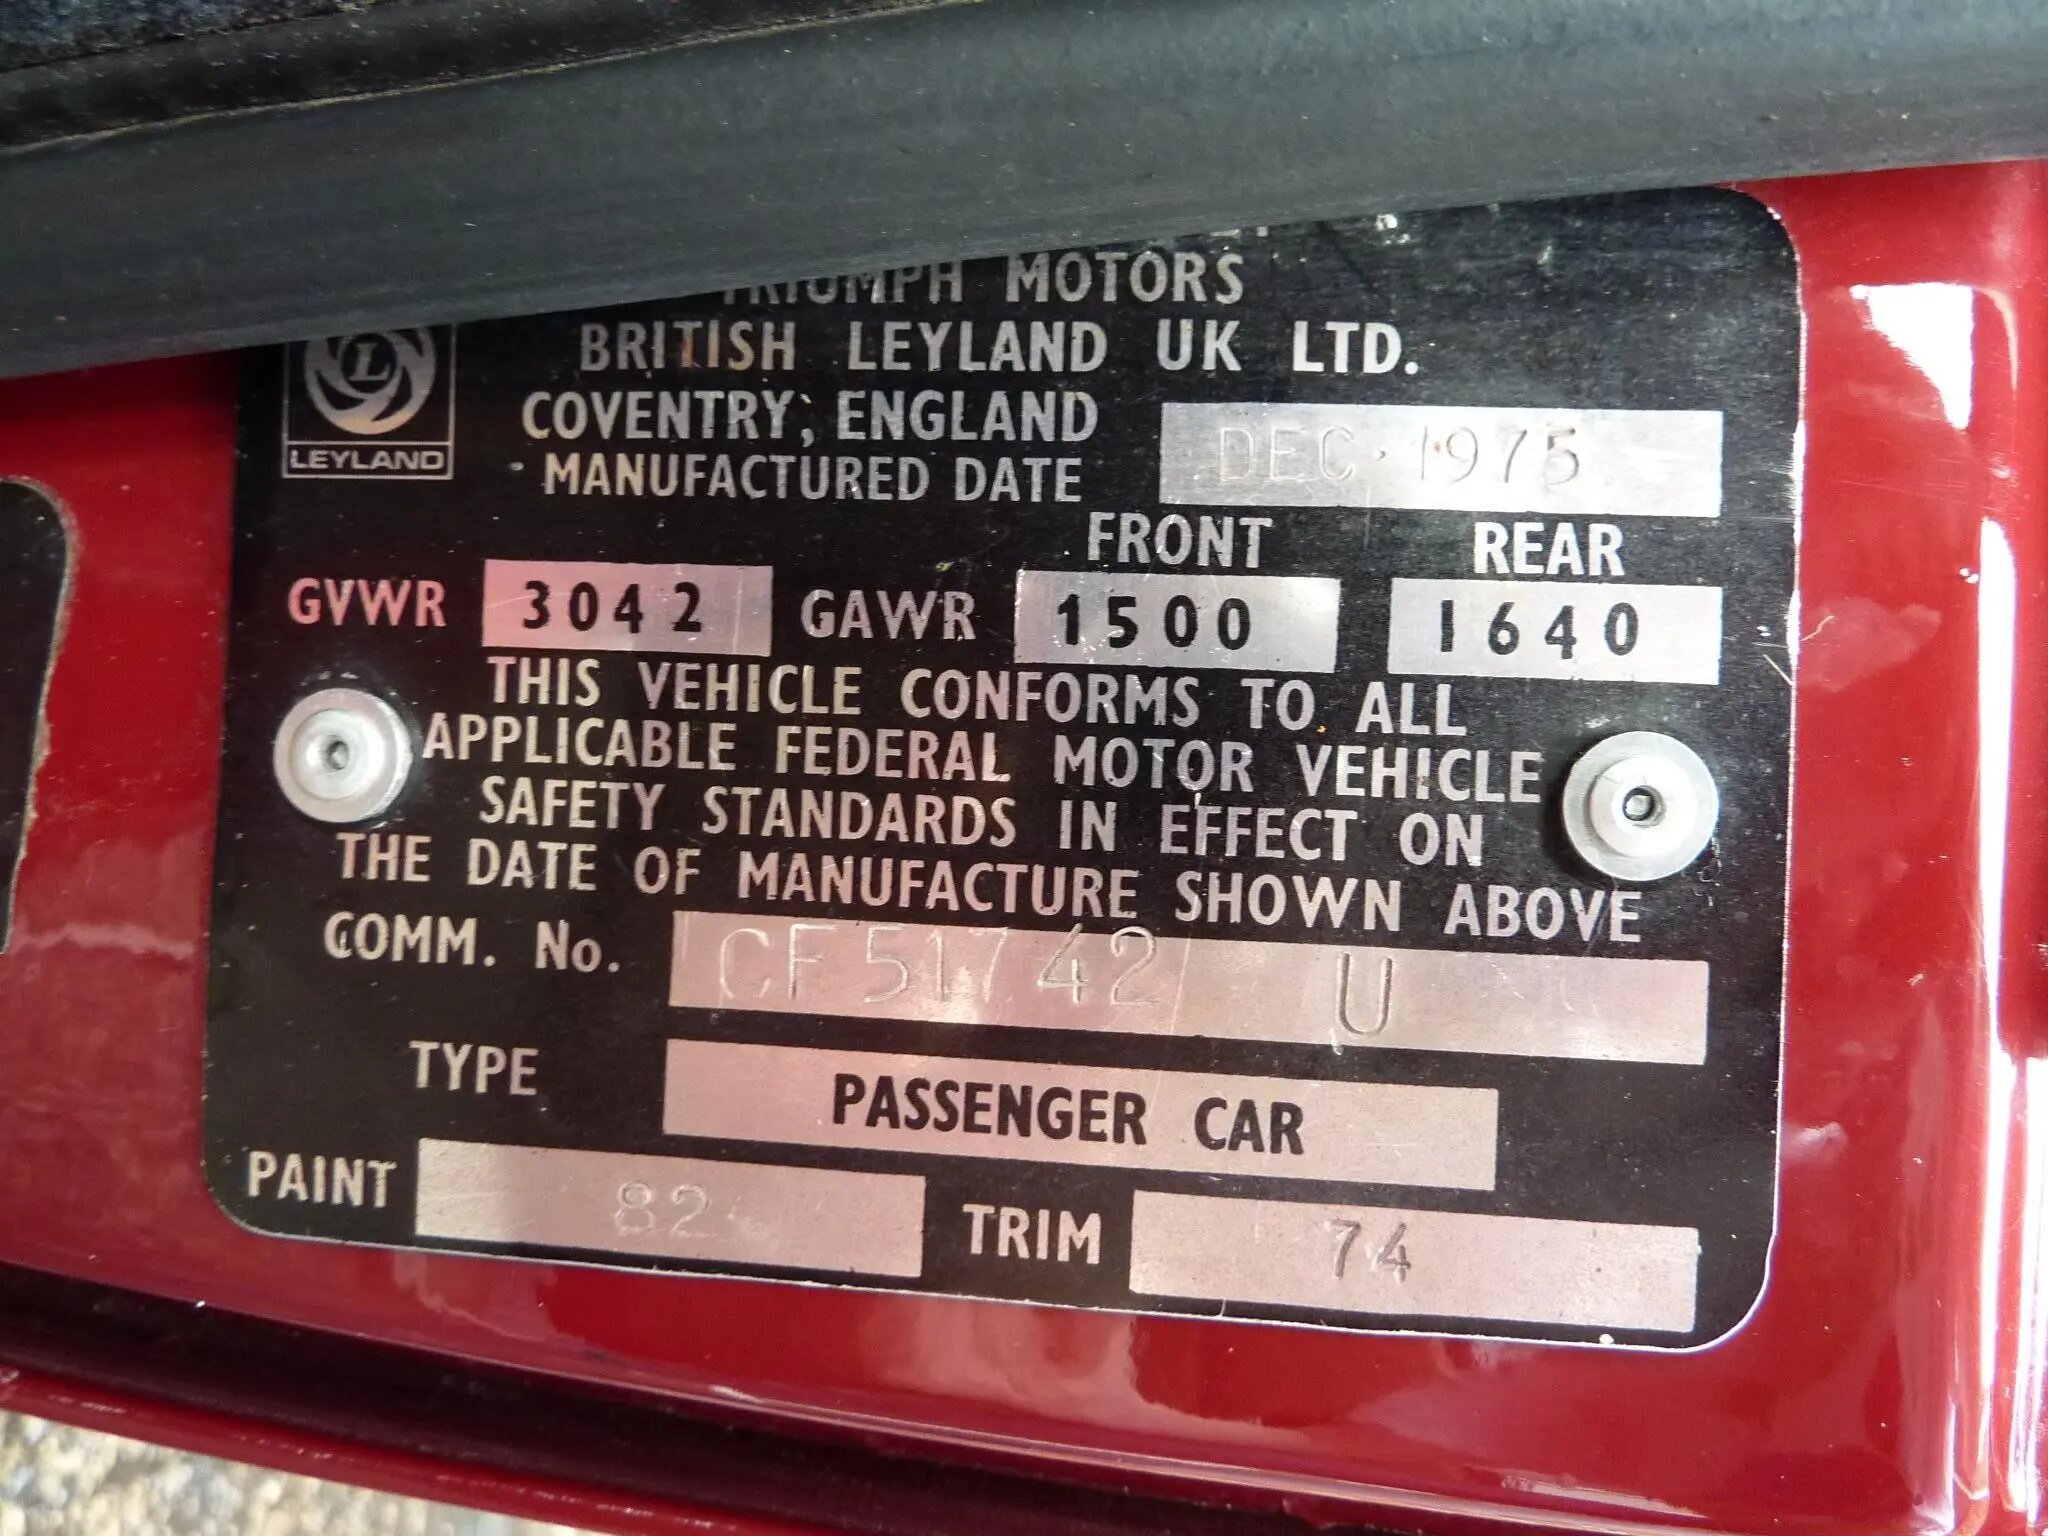 TRIUMPH MOTORS
BRITISH LEYLAND UK LTD.
COVENTRY, ENGLAND
MANUFACTURED DATE DEC·1975
L
LEYLAND
FRONT REAR
GVWR 3042 GAWR 1500 1640
THIS VEHICLE CONFORMS TO ALL
APPLICABLE FEDERAL MOTOR VEHICLE
SAFETY STANDARDS IN EFFECT ON
THE DATE OF MANUFACTURE SHOWN ABOVE
COMM. No. CF51742 U
TYPE PASSENGER CAR
PAINT 82
TRIM 74